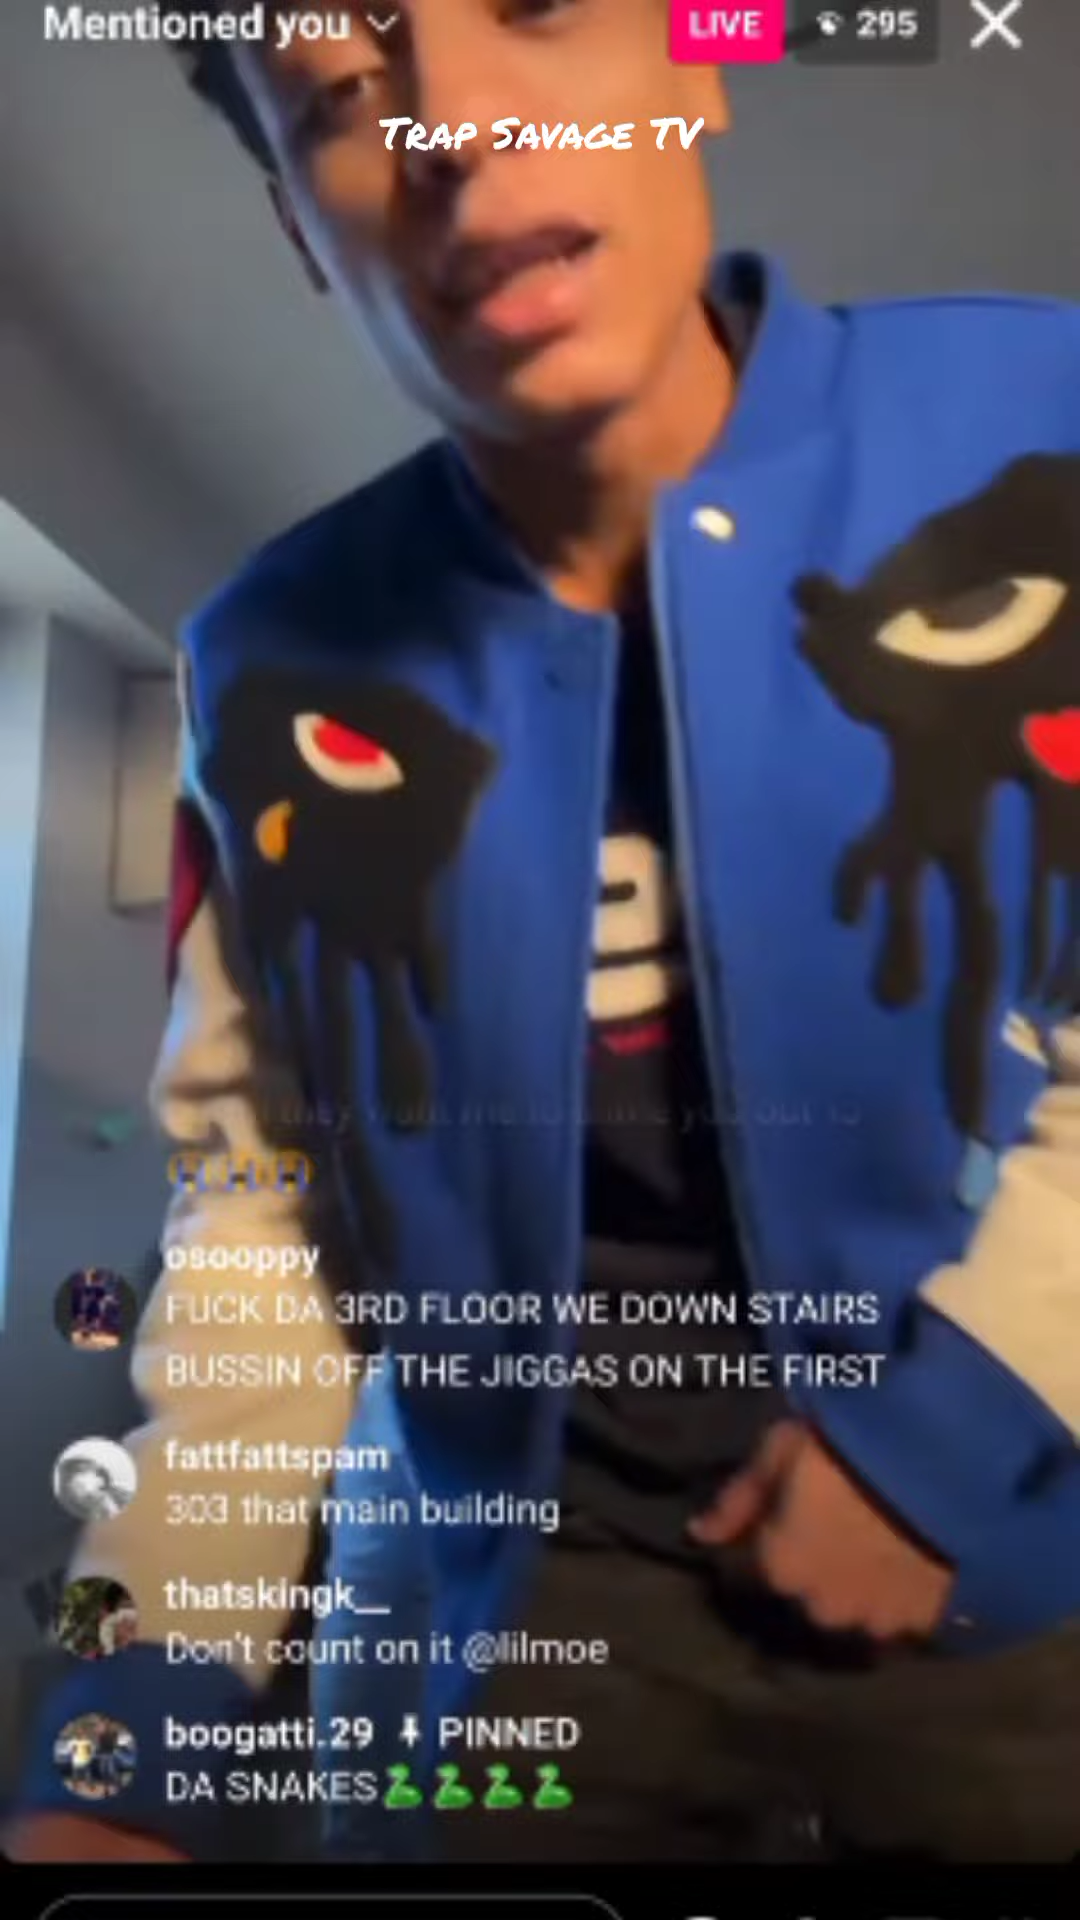 Mentioned you
LIVE
295
TRAP SAVAGE TV
😭😭😭
osooppy
FUCK DA 3RD FLOOR WE DOWN STAIRS
BUSSIN OFF THE JIGGAS ON THE FIRST
fattfattspam
303 that main building
thatskingk__
Don't count on it @lilmoe
boogatti.29 PINNED
DA SNAKES🐍🐍🐍🐍